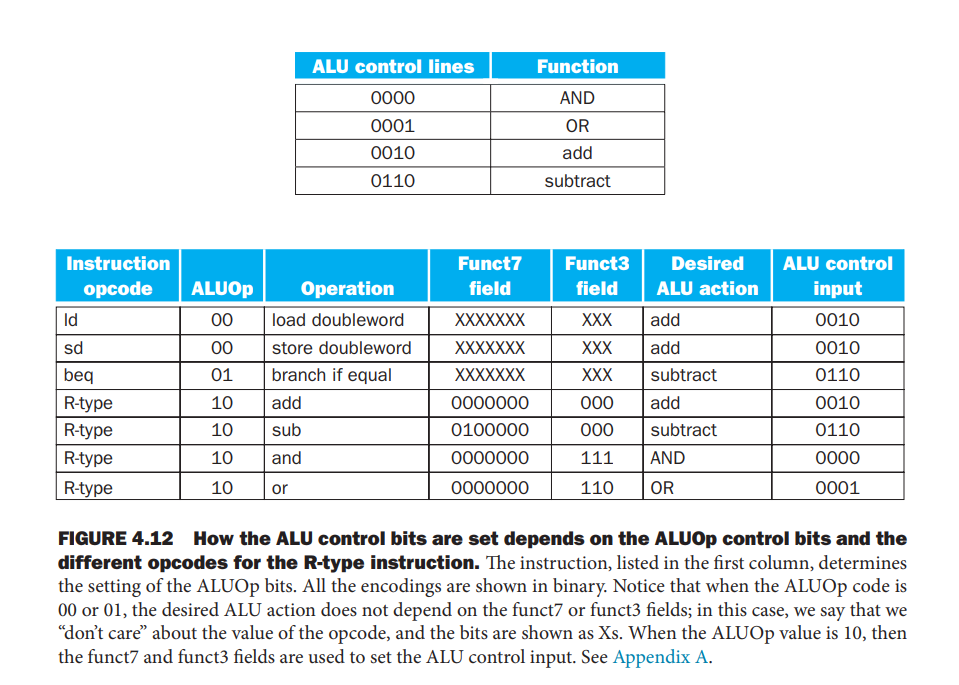 ALU control lines Function
0000 AND
0001 OR
0010 add
0110 subtract
Instruction opcode ALUOp Operation Funct7 field Funct3 field Desired ALU action ALU control input
ld 00 load doubleword XXXXXXX XXX add 0010
sd 00 store doubleword XXXXXXX XXX add 0010
beq 01 branch if equal XXXXXXX XXX subtract 0110
R-type 10 add 0000000 000 add 0010
R-type 10 sub 0100000 000 subtract 0110
R-type 10 and 0000000 111 AND 0000
R-type 10 or 0000000 110 OR 0001
FIGURE 4.12 How the ALU control bits are set depends on the ALUOp control bits and the
different opcodes for the R-type instruction. The instruction, listed in the first column, determines
the setting of the ALUOp bits. All the encodings are shown in binary. Notice that when the ALUOp code is
00 or 01, the desired ALU action does not depend on the funct7 or funct3 fields; in this case, we say that we
“don’t care” about the value of the opcode, and the bits are shown as Xs. When the ALUOp value is 10, then
the funct7 and funct3 fields are used to set the ALU control input. See Appendix A.